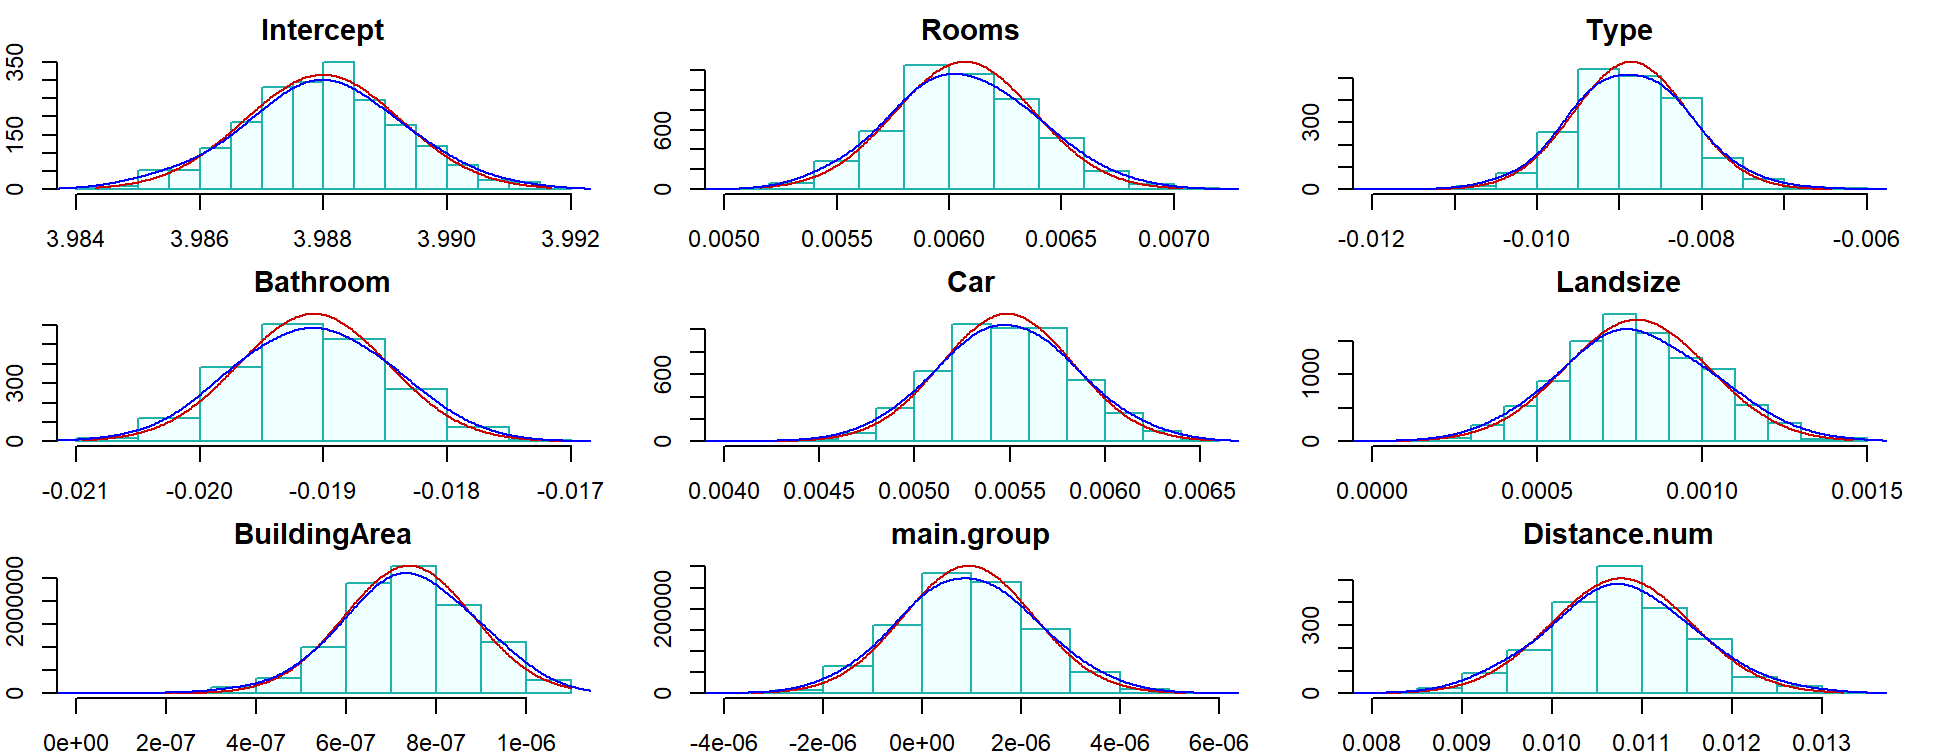 Intercept
350
150
0
3.984 3.986 3.988 3.990 3.992
Rooms
600
0
0.0050 0.0055 0.0060 0.0065 0.0070
Type
300
0
-0.012 -0.010 -0.008 -0.006
Bathroom
300
0
-0.021 -0.020 -0.019 -0.018 -0.017
Car
600
0
0.0040 0.0045 0.0050 0.0055 0.0060 0.0065
Landsize
1000
0
0.0000 0.0005 0.0010 0.0015
BuildingArea
2000000
0
0e+00 2e-07 4e-07 6e-07 8e-07 1e-06
main.group
200000
0
-4e-06 -2e-06 0e+00 2e-06 4e-06 6e-06
Distance.num
300
0
0.008 0.009 0.010 0.011 0.012 0.013